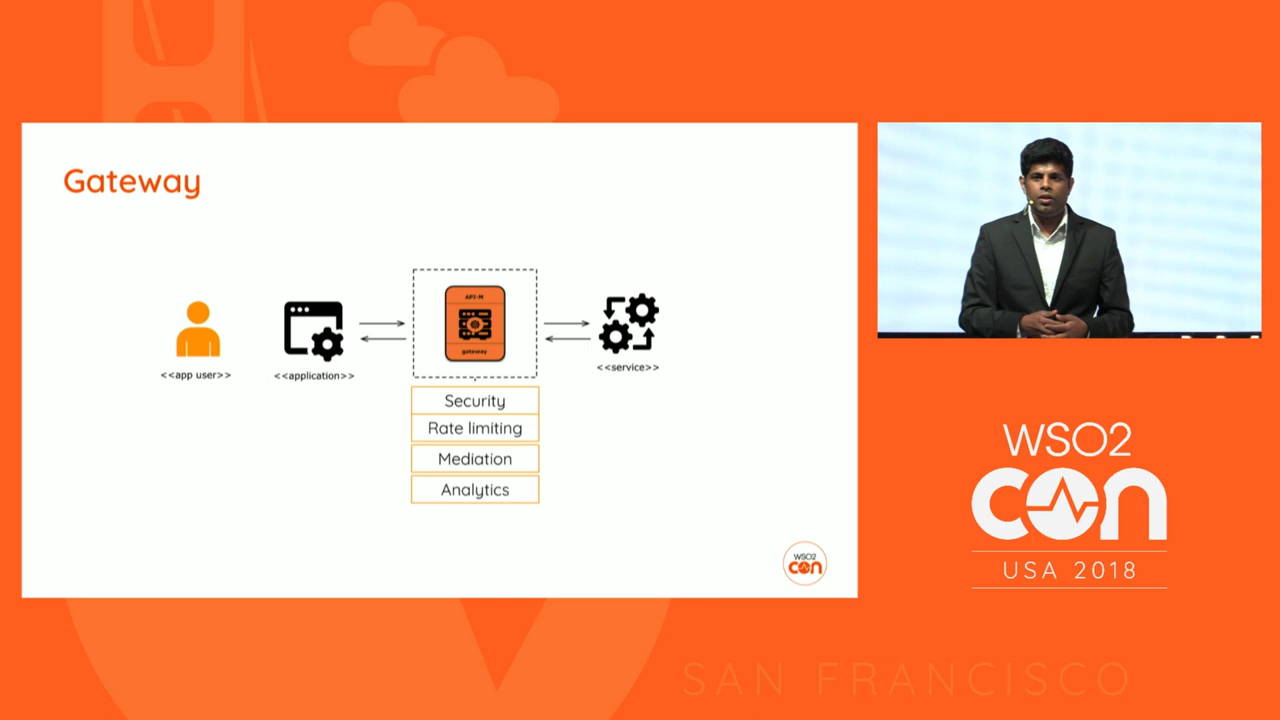 Gateway
API-M
gateway
<<app user>>
<<application>>
<<service>>
Security
Rate limiting
Mediation
Analytics
WSO2
con
WSO2
con
USA 2018
SAN FRANCISCO